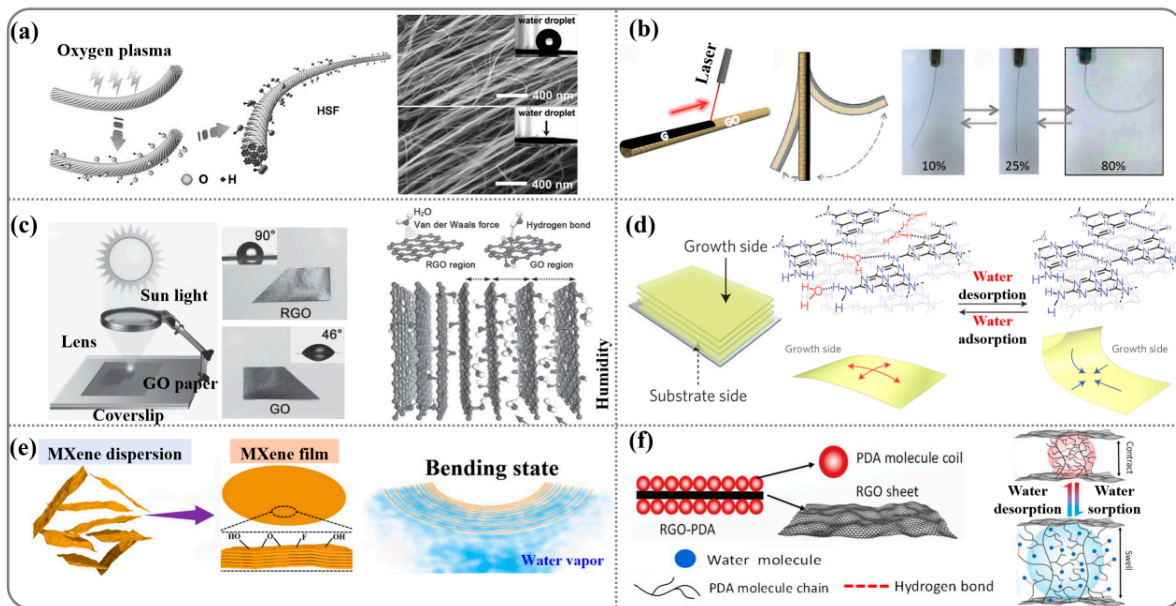 (a)
Oxygen plasma
HSF
O
H
water droplet
400 nm
water droplet
400 nm
(b)
Laser
G
GO
10%
25%
80%
(c)
Sun light
Lens
GO paper
Coverslip
90°
RGO
46°
GO
H₂O
Van der Waals force
Hydrogen bond
RGO region
GO region
Humidity
(d)
Growth side
Substrate side
Water
desorption
Water
adsorption
Growth side
Growth side
(e)
MXene dispersion
MXene film
HO
O
F
OH
Bending state
Water vapor
(f)
PDA molecule coil
RGO sheet
RGO-PDA
Water molecule
PDA molecule chain
Hydrogen bond
Contract
Water
desorption
Water
sorption
Swell